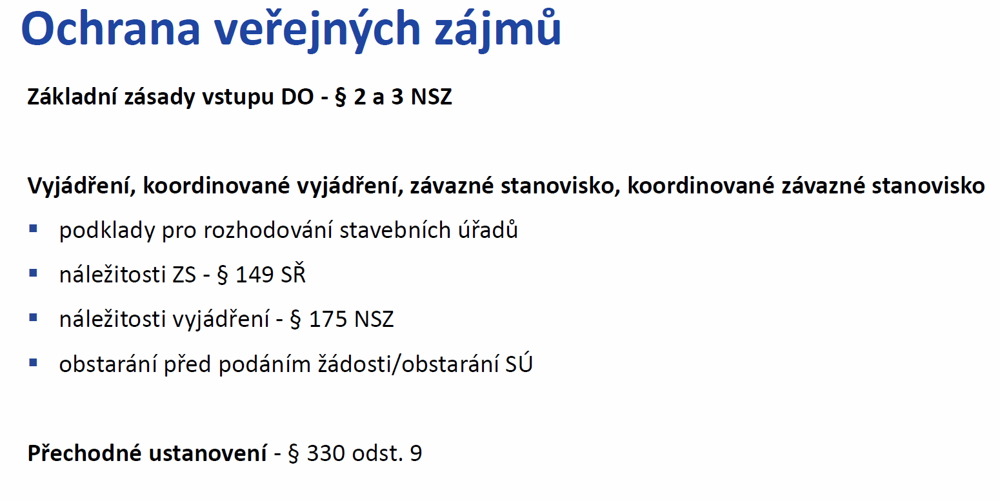 Ochrana veřejných zájmů
Základní zásady vstupu DO - § 2 a 3 NSZ
Vyjádření, koordinované vyjádření, závazné stanovisko, koordinované závazné stanovisko
▪ podklady pro rozhodování stavebních úřadů
▪ náležitosti ZS - § 149 SŘ
▪ náležitosti vyjádření - § 175 NSZ
▪ obstarání před podáním žádosti/obstarání SÚ
Přechodné ustanovení - § 330 odst. 9